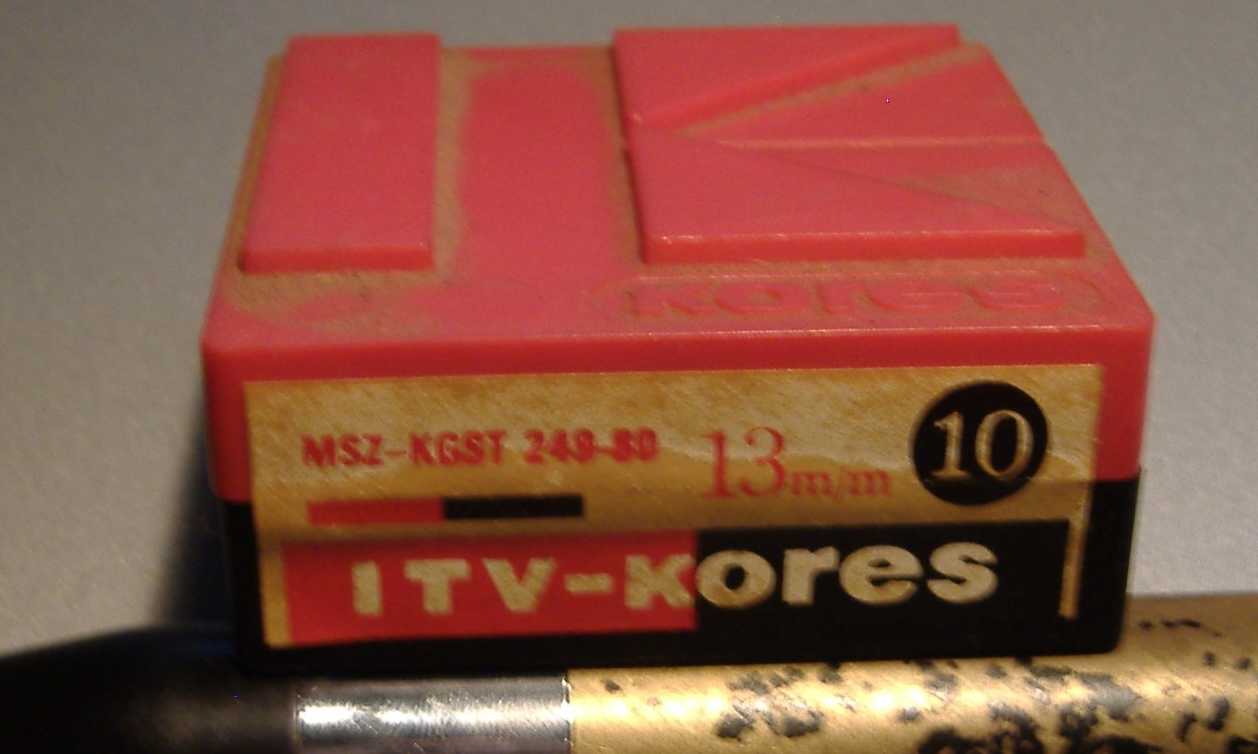 kores
MSZ-KGST 249-80 13m/m 10
ITV-Kores